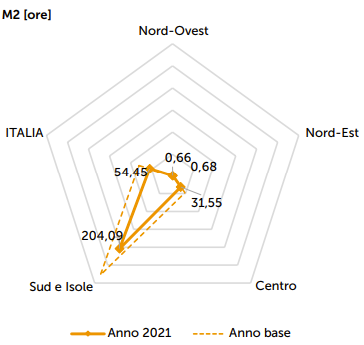 M2 [ore]
Nord-Ovest
ITALIA
Nord-Est
0,66
0,68
54,45
31,55
204,09
Sud e Isole
Centro
Anno 2021
Anno base